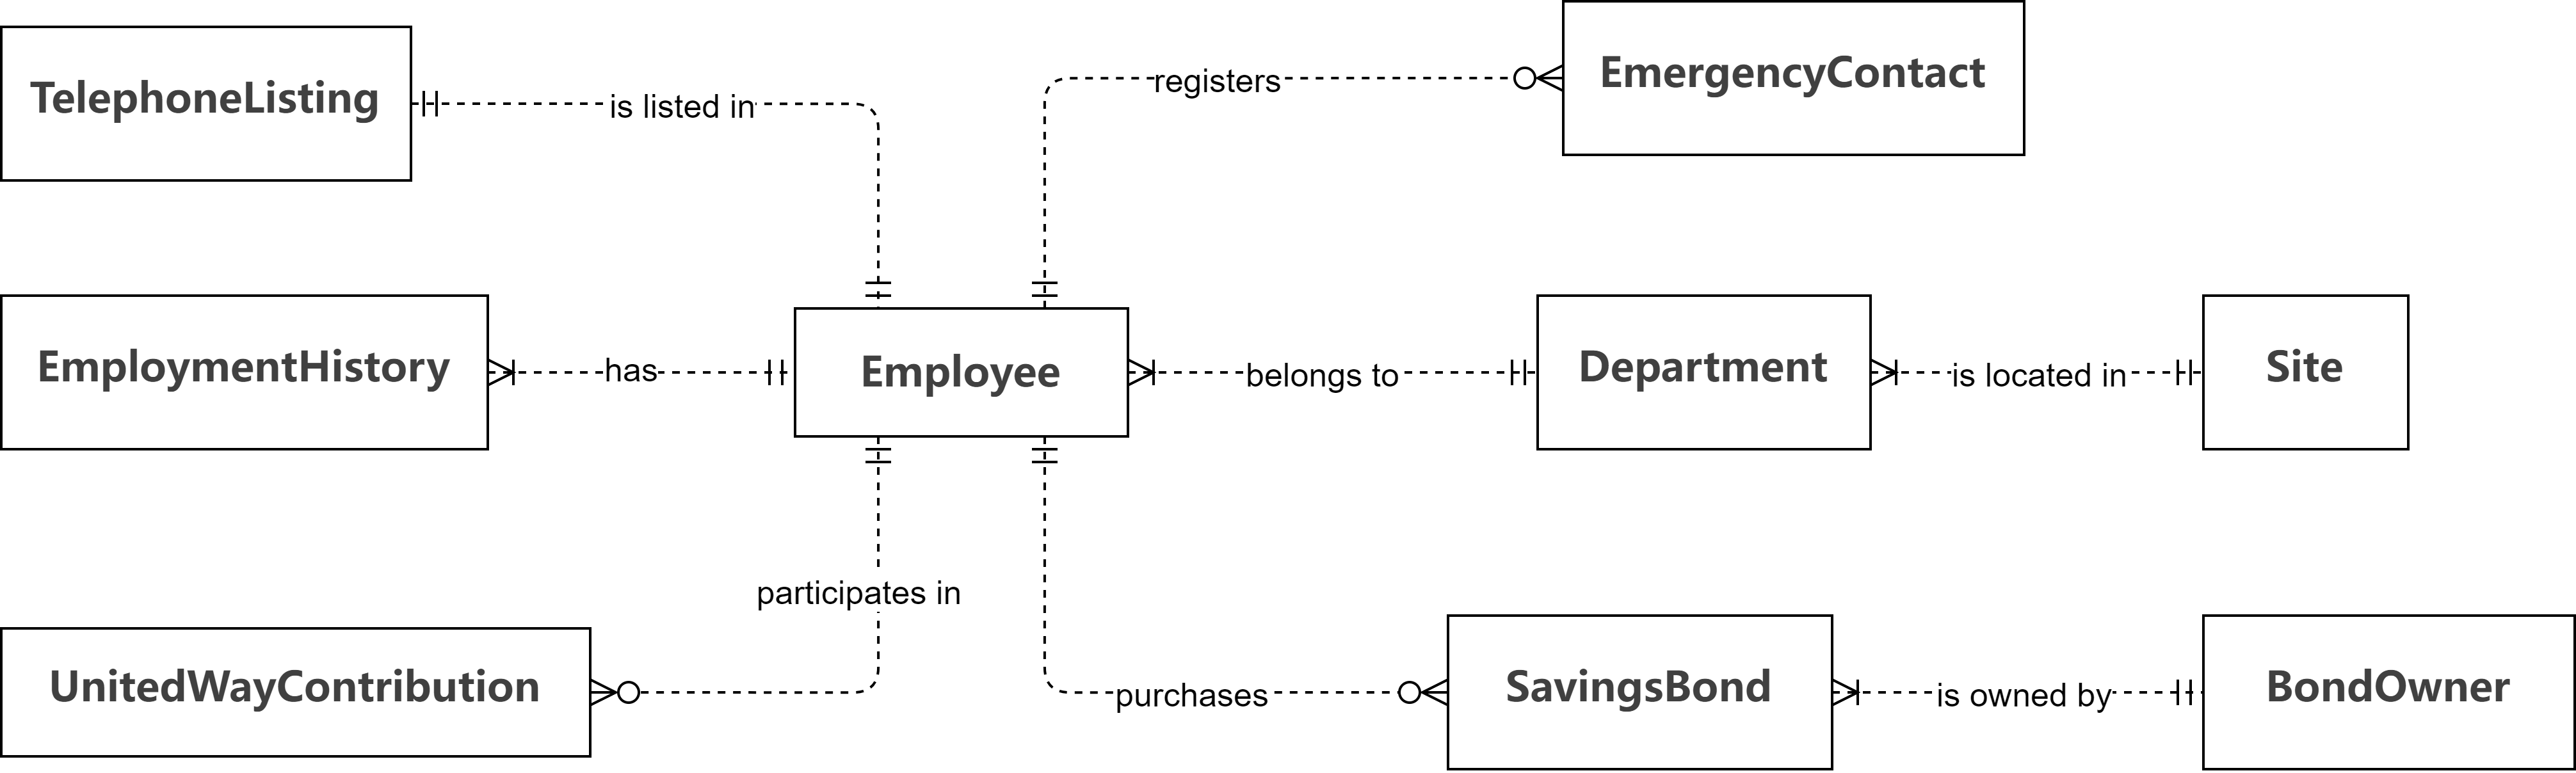 EmergencyContact
TelephoneListing
registers
is listed in
EmploymentHistory
has
Employee
belongs to
Department
is located in
Site
participates in
UnitedWayContribution
purchases
SavingsBond
is owned by
BondOwner